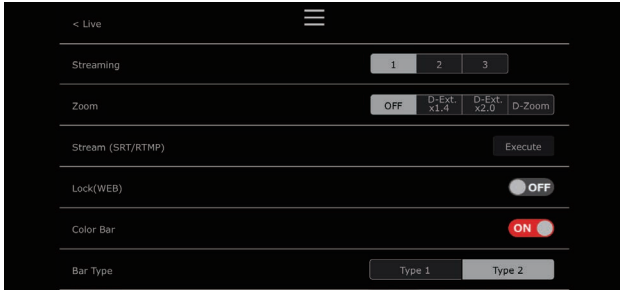 < Live
Streaming 1 2 3
Zoom OFF D-Ext. x1.4 D-Ext. x2.0 D-Zoom
Stream (SRT/RTMP) Execute
Lock(WEB) OFF
Color Bar ON
Bar Type Type 1 Type 2